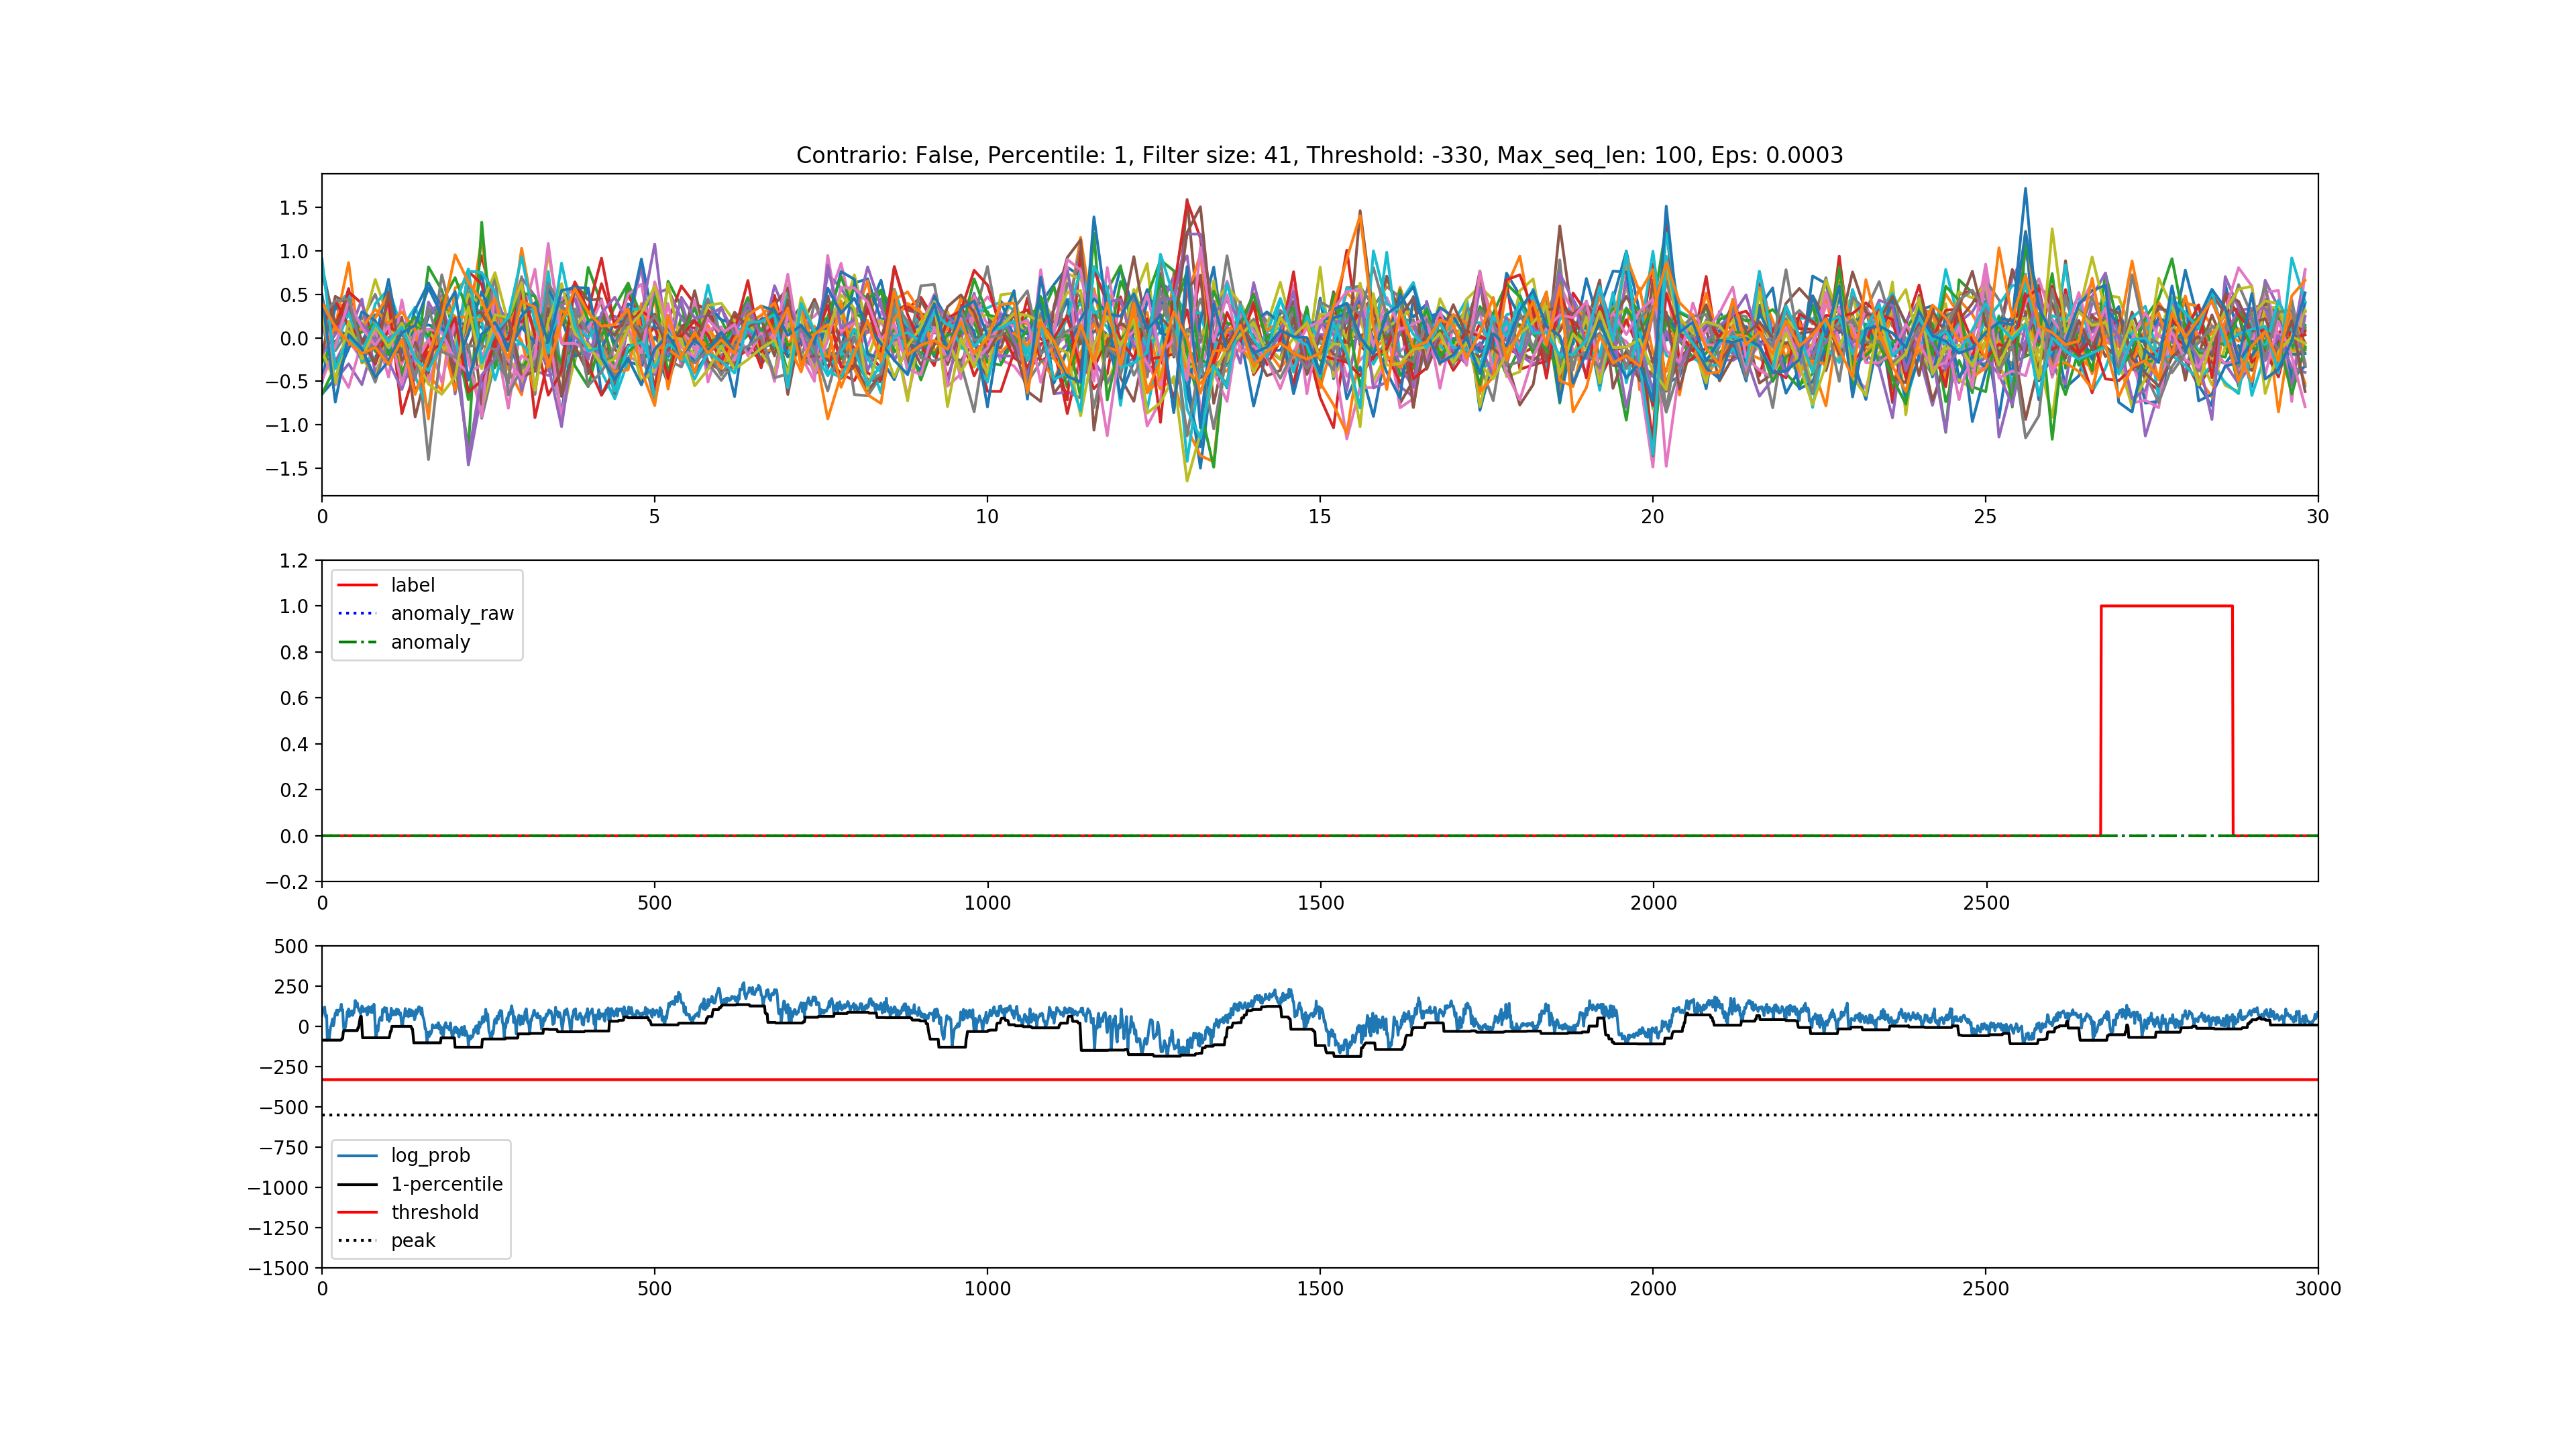 Contrario: False, Percentile: 1, Filter size: 41, Threshold: -330, Max_seq_len: 100, Eps: 0.0003
1.5
1.0
0.5
0.0
−0.5
−1.0
−1.5
0 5 10 15 20 25 30
1.2
1.0
0.8
0.6
0.4
0.2
0.0
−0.2
label
anomaly_raw
anomaly
0 500 1000 1500 2000 2500
500
250
0
−250
−500
−750
−1000
−1250
−1500
log_prob
1-percentile
threshold
peak
0 500 1000 1500 2000 2500 3000